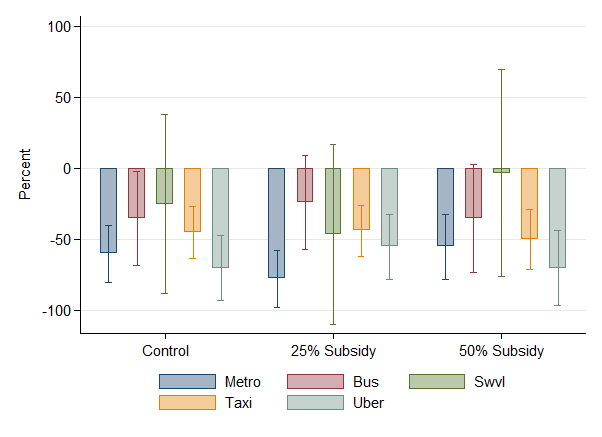 100
50
0
-50
-100
Percent
Control 25% Subsidy 50% Subsidy
Metro Bus Swvl
Taxi Uber